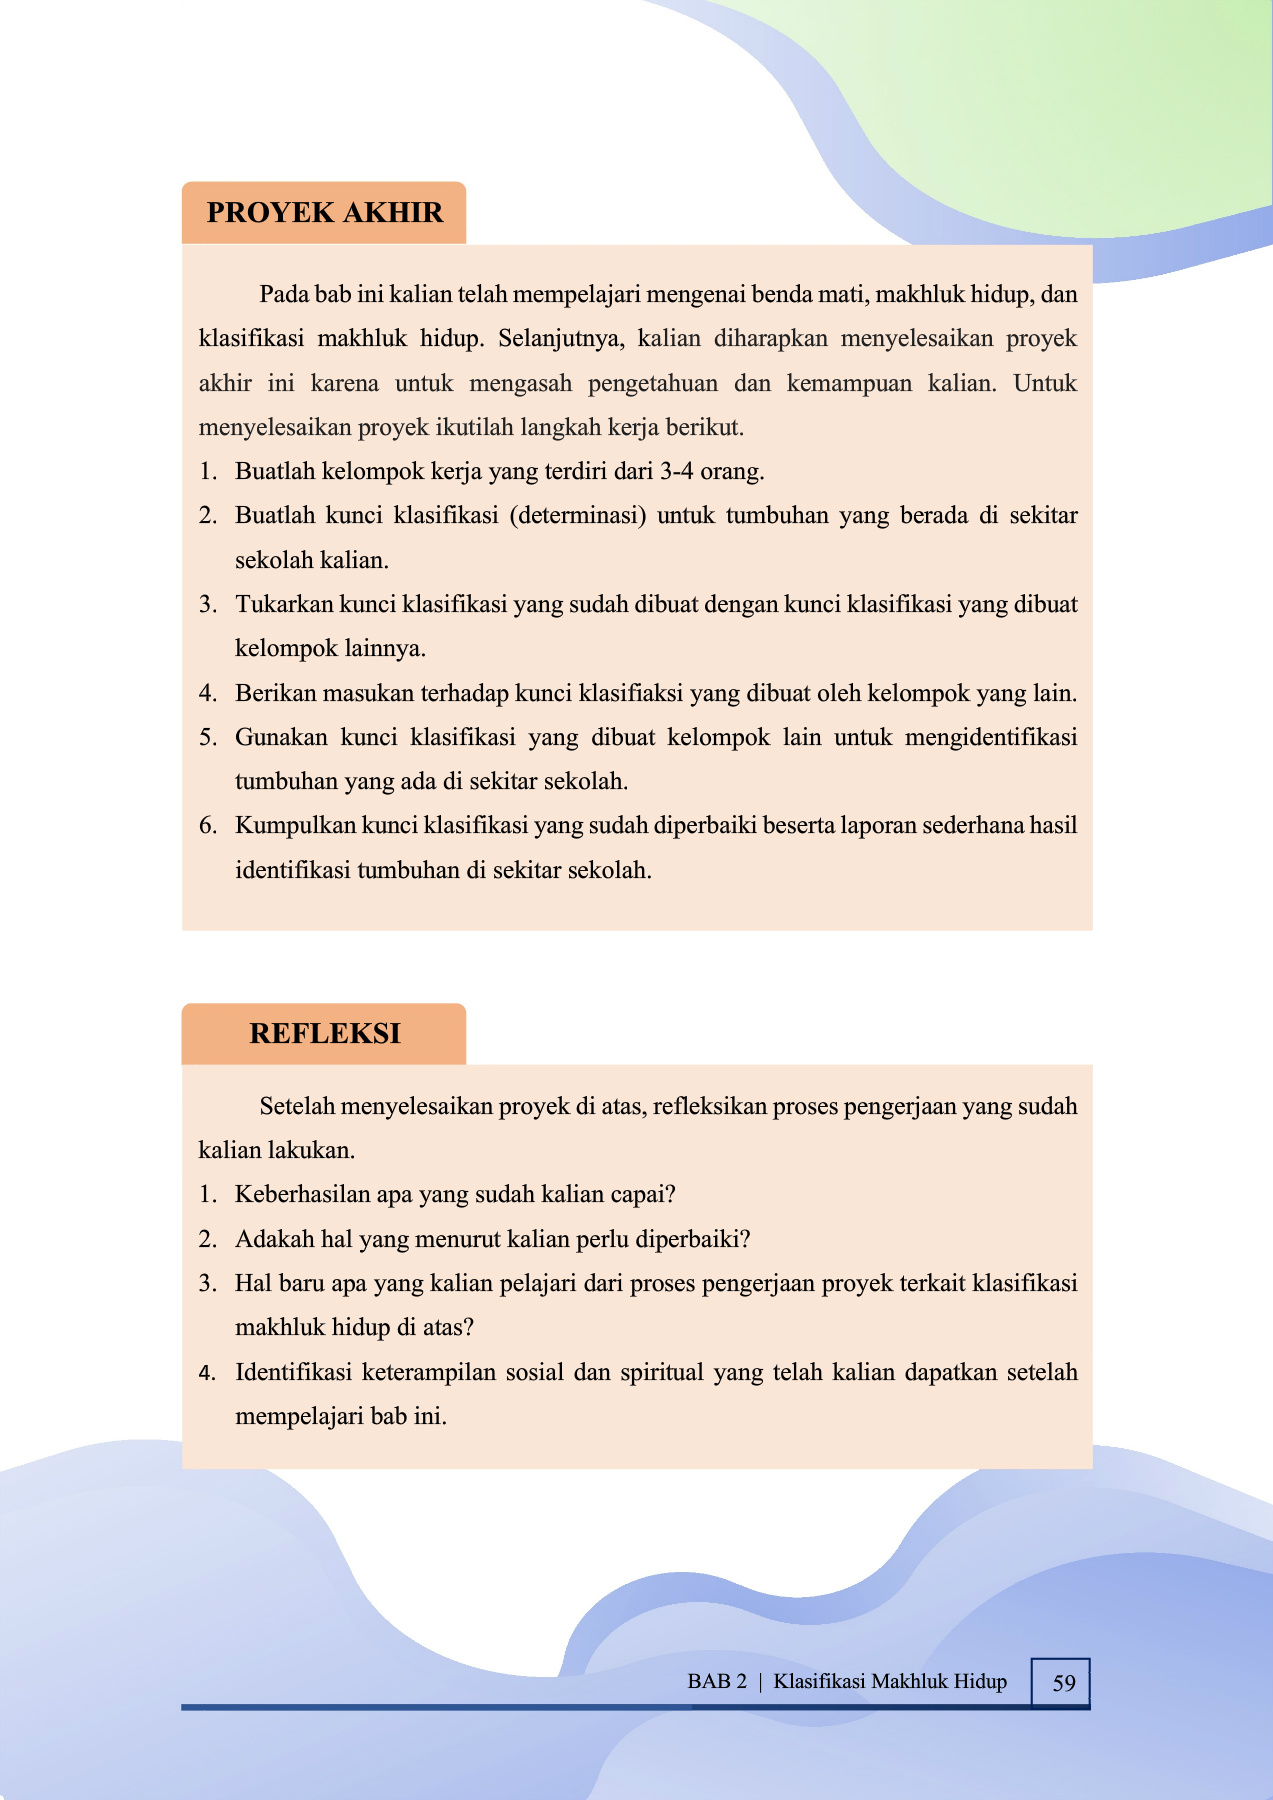 PROYEK AKHIR
Pada bab ini kalian telah mempelajari mengenai benda mati, makhluk hidup, dan
klasifikasi makhluk hidup. Selanjutnya, kalian diharapkan menyelesaikan proyek
akhir ini karena untuk mengasah pengetahuan dan kemampuan kalian. Untuk
menyelesaikan proyek ikutilah langkah kerja berikut.
1. Buatlah kelompok kerja yang terdiri dari 3-4 orang.
2. Buatlah kunci klasifikasi (determinasi) untuk tumbuhan yang berada di sekitar
sekolah kalian.
3. Tukarkan kunci klasifikasi yang sudah dibuat dengan kunci klasifikasi yang dibuat
kelompok lainnya.
4. Berikan masukan terhadap kunci klasifiaksi yang dibuat oleh kelompok yang lain.
5. Gunakan kunci klasifikasi yang dibuat kelompok lain untuk mengidentifikasi
tumbuhan yang ada di sekitar sekolah.
6. Kumpulkan kunci klasifikasi yang sudah diperbaiki beserta laporan sederhana hasil
identifikasi tumbuhan di sekitar sekolah.
REFLEKSI
Setelah menyelesaikan proyek di atas, refleksikan proses pengerjaan yang sudah
kalian lakukan.
1. Keberhasilan apa yang sudah kalian capai?
2. Adakah hal yang menurut kalian perlu diperbaiki?
3. Hal baru apa yang kalian pelajari dari proses pengerjaan proyek terkait klasifikasi
makhluk hidup di atas?
4. Identifikasi keterampilan sosial dan spiritual yang telah kalian dapatkan setelah
mempelajari bab ini.
BAB 2 | Klasifikasi Makhluk Hidup 59